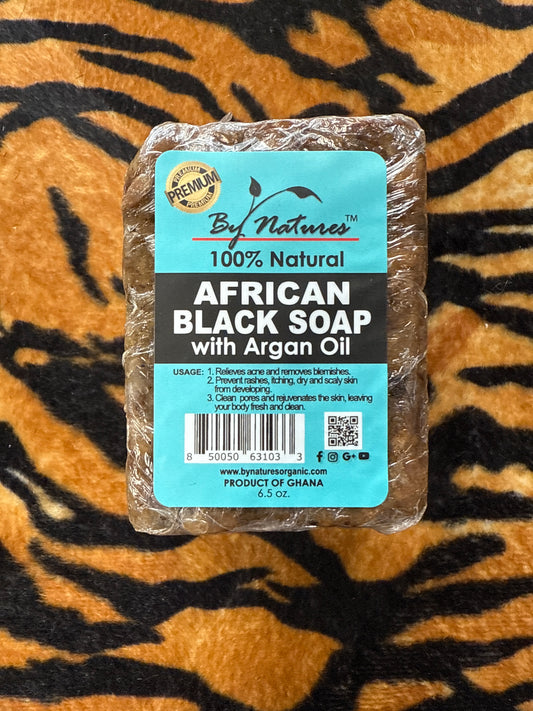 PREMIUM
PREMIUM
PREMIUM
By Natures™
100% Natural
AFRICAN
BLACK SOAP
with Argan Oil
USAGE: 1. Relieves acne and removes blemishes.
2. Prevent rashes, itching, dry and scaly skin
from developing.
3. Clean pores and rejuvenates the skin, leaving
your body fresh and clean.
8 50050 63103 3
f G+
www.bynaturesorganic.com
PRODUCT OF GHANA
6.5 oz.